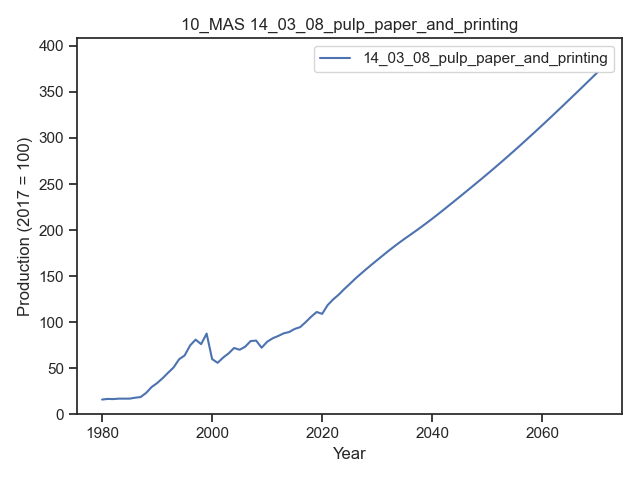 10_MAS 14_03_08_pulp_paper_and_printing
14_03_08_pulp_paper_and_printing
Production (2017 = 100)
400
350
300
250
200
150
100
50
0
1980 2000 2020 2040 2060
Year